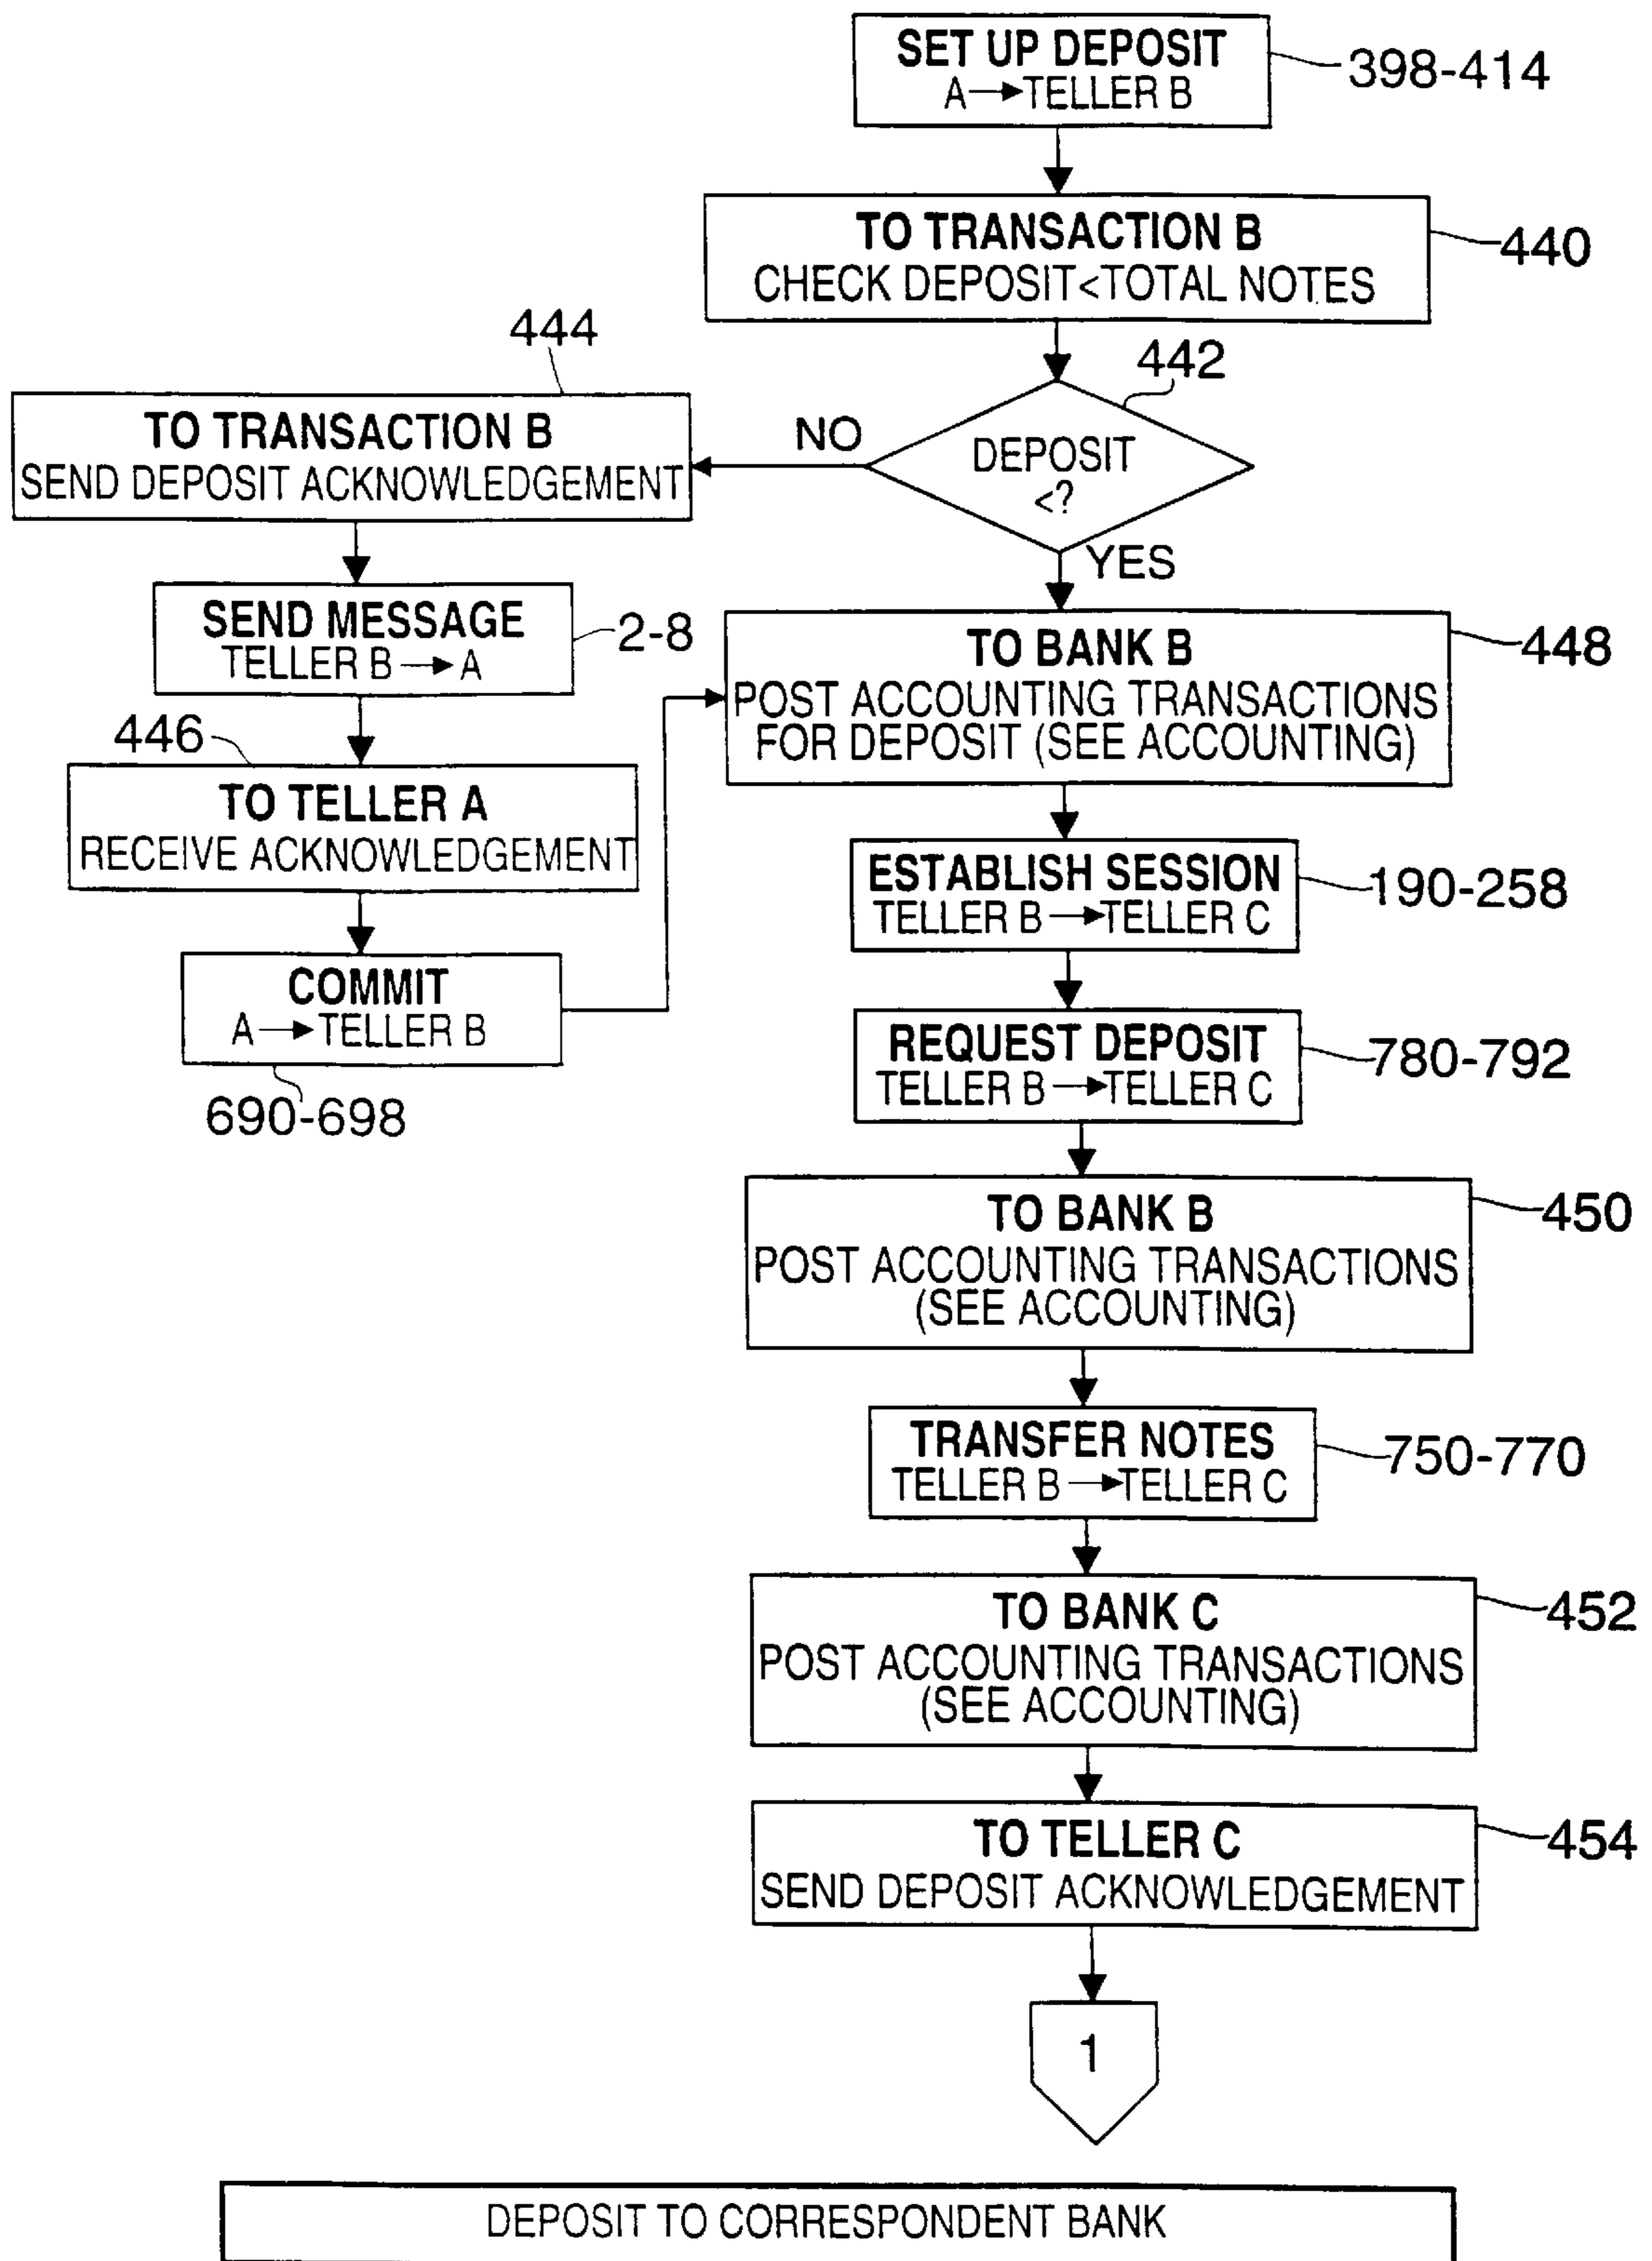 SET UP DEPOSIT
A→TELLER B
398-414
TO TRANSACTION B
CHECK DEPOSIT<TOTAL NOTES
440
442
DEPOSIT
<?
NO
YES
444
TO TRANSACTION B
SEND DEPOSIT ACKNOWLEDGEMENT
SEND MESSAGE
TELLER B→A
2-8
446
TO TELLER A
RECEIVE ACKNOWLEDGEMENT
COMMIT
A→TELLER B
690-698
TO BANK B
POST ACCOUNTING TRANSACTIONS
FOR DEPOSIT (SEE ACCOUNTING)
448
ESTABLISH SESSION
TELLER B→TELLER C
190-258
REQUEST DEPOSIT
TELLER B→TELLER C
780-792
TO BANK B
POST ACCOUNTING TRANSACTIONS
(SEE ACCOUNTING)
450
TRANSFER NOTES
TELLER B→TELLER C
750-770
TO BANK C
POST ACCOUNTING TRANSACTIONS
(SEE ACCOUNTING)
452
TO TELLER C
SEND DEPOSIT ACKNOWLEDGEMENT
454
1
DEPOSIT TO CORRESPONDENT BANK